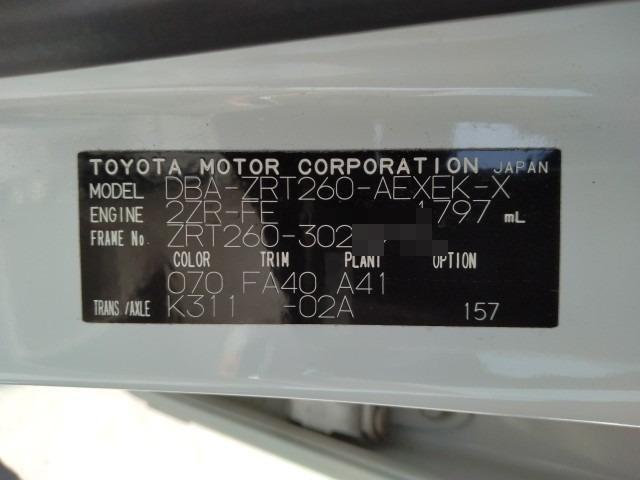 TOYOTA MOTOR CORPORATION JAPAN
MODEL DBA-ZRT260-AEXEK-X
ENGINE 2ZR-FE 1797 mL
FRAME No ZRT260-302
COLOR TRIM PLANT OPTION
070 FA40 A41
TRANS/AXLE K311 -02A 157